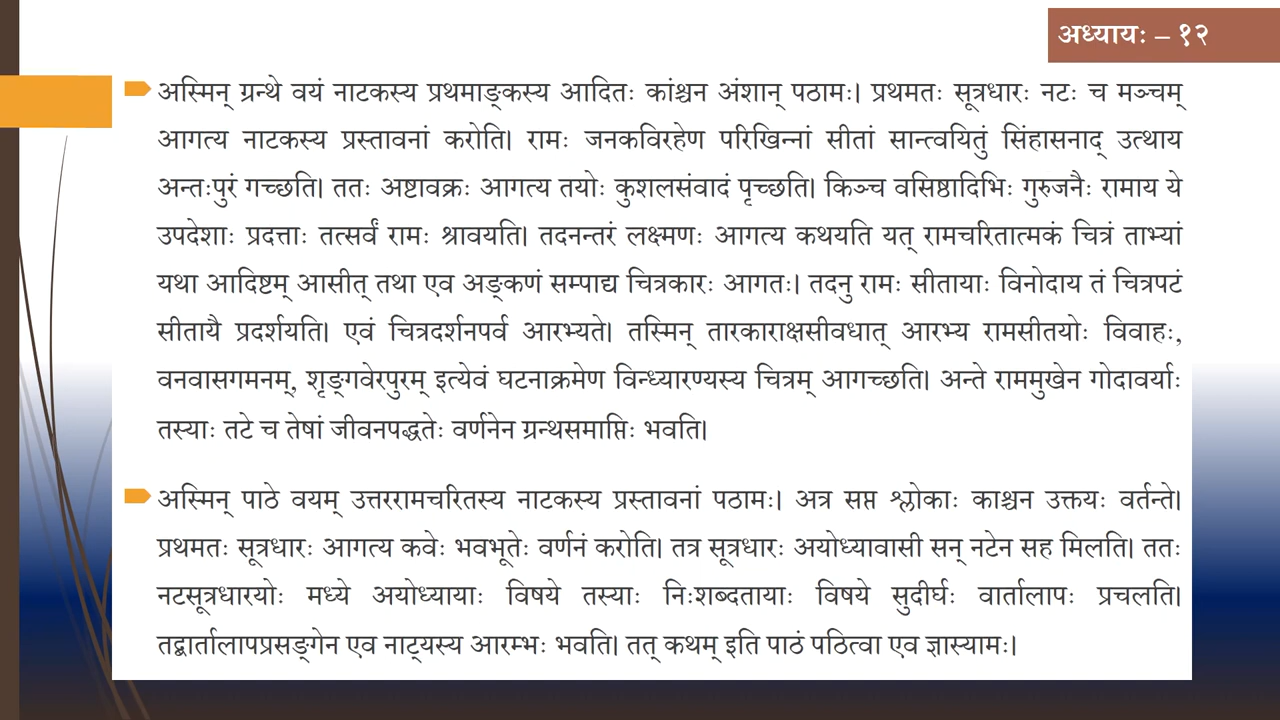 अध्यायः – १२
अस्मिन् ग्रन्थे वयं नाटकस्य प्रथमाङ्कस्य आदितः कांश्चन अंशान् पठामः। प्रथमतः सूत्रधारः नटः च मञ्चम्
आगत्य नाटकस्य प्रस्तावनां करोति। रामः जनकविरहेण परिखिन्नां सीतां सान्त्वयितुं सिंहासनाद् उत्थाय
अन्तःपुरं गच्छति। ततः अष्टावक्रः आगत्य तयोः कुशलसंवादं पृच्छति। किञ्च वसिष्ठादिभिः गुरुजनैः रामाय ये
उपदेशाः प्रदत्ताः तत्सर्वं रामः श्रावयति। तदनन्तरं लक्ष्मणः आगत्य कथयति यत् रामचरितात्मकं चित्रं ताभ्यां
यथा आदिष्टम् आसीत् तथा एव अङ्कणं सम्पाद्य चित्रकारः आगतः। तदनु रामः सीतायाः विनोदाय तं चित्रपटं
सीतायै प्रदर्शयति। एवं चित्रदर्शनपर्व आरभ्यते। तस्मिन् तारकाराक्षसीवधात् आरभ्य रामसीतयोः विवाहः,
वनवासगमनम्, शृङ्गवेरपुरम् इत्येवं घटनाक्रमेण विन्ध्यारण्यस्य चित्रम् आगच्छति। अन्ते राममुखेन गोदावर्याः
तस्याः तटे च तेषां जीवनपद्धतेः वर्णनेन ग्रन्थसमाप्तिः भवति।
अस्मिन् पाठे वयम् उत्तररामचरितस्य नाटकस्य प्रस्तावनां पठामः। अत्र सप्त श्लोकाः काश्चन उक्तयः वर्तन्ते।
प्रथमतः सूत्रधारः आगत्य कवेः भवभूतेः वर्णनं करोति। तत्र सूत्रधारः अयोध्यावासी सन् नटेन सह मिलति। ततः
नटसूत्रधारयोः मध्ये अयोध्यायाः विषये तस्याः निःशब्दतायाः विषये सुदीर्घः वार्तालापः प्रचलति।
तद्वार्तालापप्रसङ्गेन एव नाट्यस्य आरम्भः भवति। तत् कथम् इति पाठं पठित्वा एव ज्ञास्यामः।